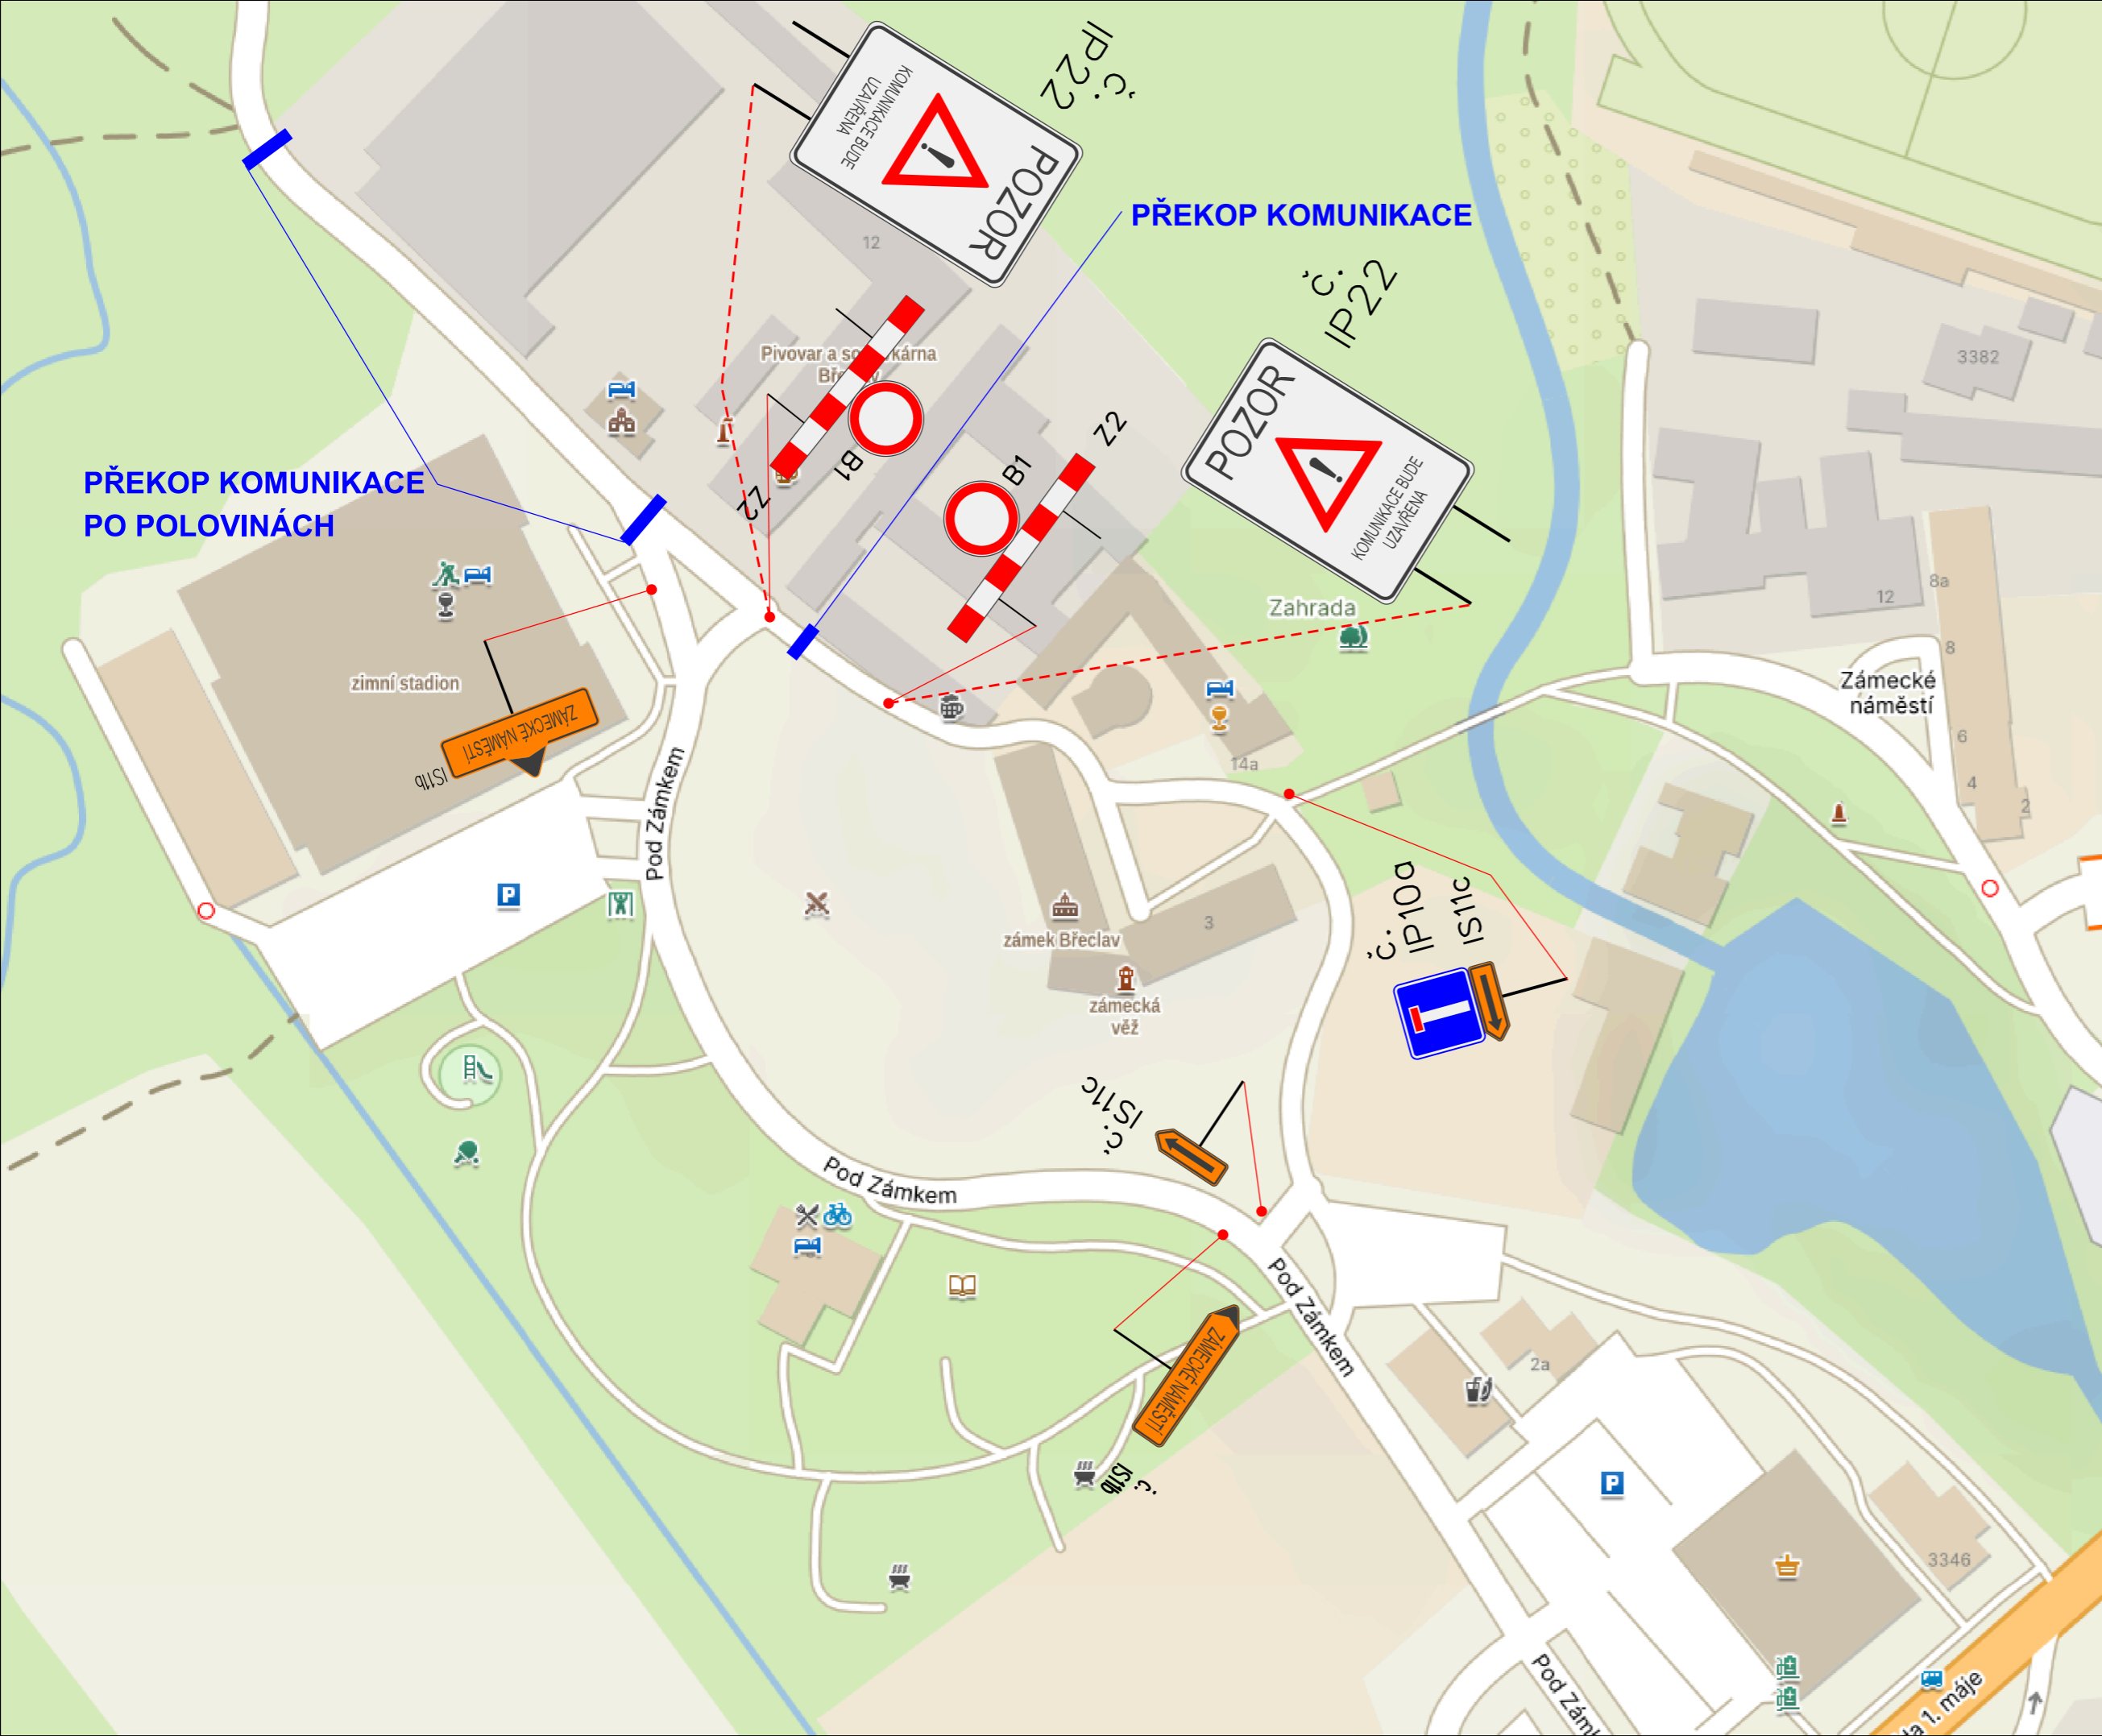 č.
IP22
POZOR
KOMUNIKACE BUDE
UZAVŘENA
PŘEKOP KOMUNIKACE
12
č.
IP22
POZOR
KOMUNIKACE BUDE
UZAVŘENA
Pivovar a
B1
Z2
B1
Z2
3382
PŘEKOP KOMUNIKACE
PO POLOVINÁCH
8a
12
8
Zahrada
zimní stadion
Zámecké
náměstí
6
4
2
ZÁMECKÉ NÁMĚSTÍ
IS11b
14a
Pod Zámkem
P
3
zámek Břeclav
zámecká
věž
č.
IP10a
IS11c
č.
IS11c
Pod Zámkem
Pod Zámkem
ZÁMECKÉ NÁMĚSTÍ
č.
IS11b
2a
P
3346
1. máje